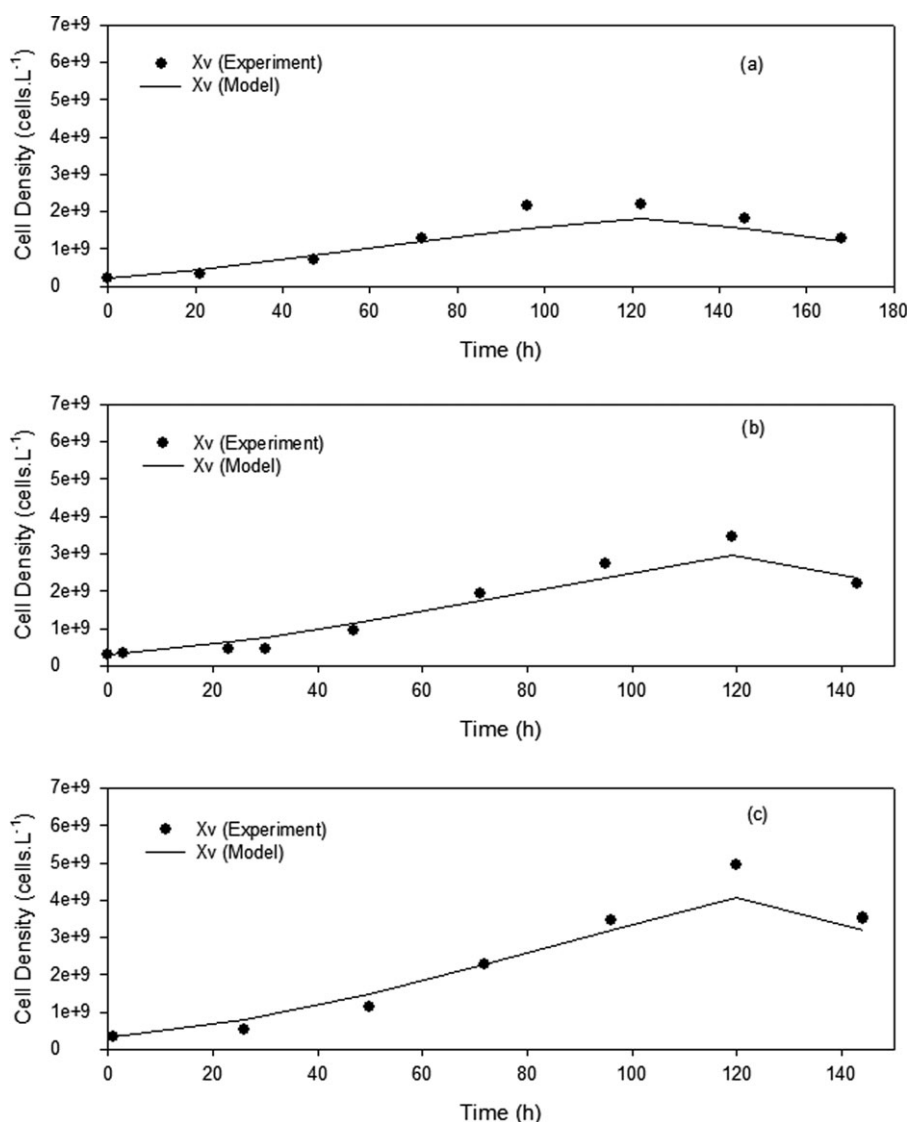 7e+9
6e+9
5e+9
4e+9
3e+9
2e+9
1e+9
0
Cell Density (cells.L⁻¹)
Xv (Experiment)
Xv (Model)
(a)
0 20 40 60 80 100 120 140 160 180
Time (h)
7e+9
6e+9
5e+9
4e+9
3e+9
2e+9
1e+9
0
Cell Density (cells.L⁻¹)
Xv (Experiment)
Xv (Model)
(b)
0 20 40 60 80 100 120 140
Time (h)
7e+9
6e+9
5e+9
4e+9
3e+9
2e+9
1e+9
0
Cell Density (cells.L⁻¹)
Xv (Experiment)
Xv (Model)
(c)
0 20 40 60 80 100 120 140
Time (h)